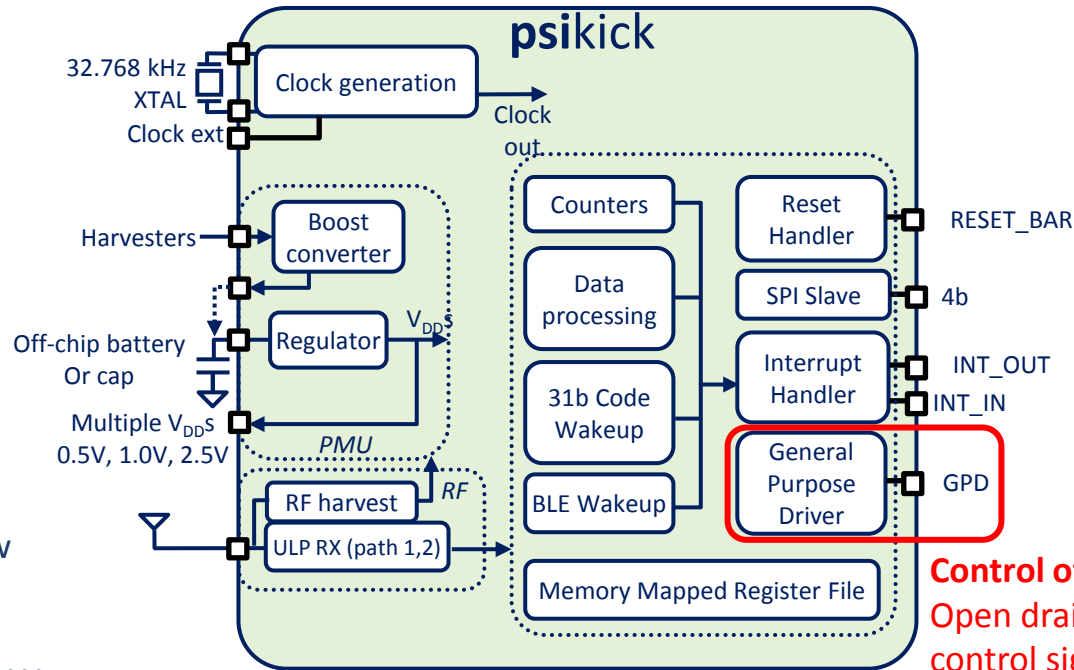 psikick
32.768 kHz
XTAL
Clock ext
Clock generation
Clock
out
Harvesters
Boost
converter
Off-chip battery
Or cap
Regulator
VDDs
Multiple VDDs
0.5V, 1.0V, 2.5V
PMU
RF
RF harvest
ULP RX (path 1,2)
Counters
Data
processing
31b Code
Wakeup
BLE Wakeup
Memory Mapped Register File
Reset
Handler
RESET_BAR
SPI Slave
4b
Interrupt
Handler
INT_OUT
INT_IN
General
Purpose
Driver
GPD
Control o
Open drai
control sig